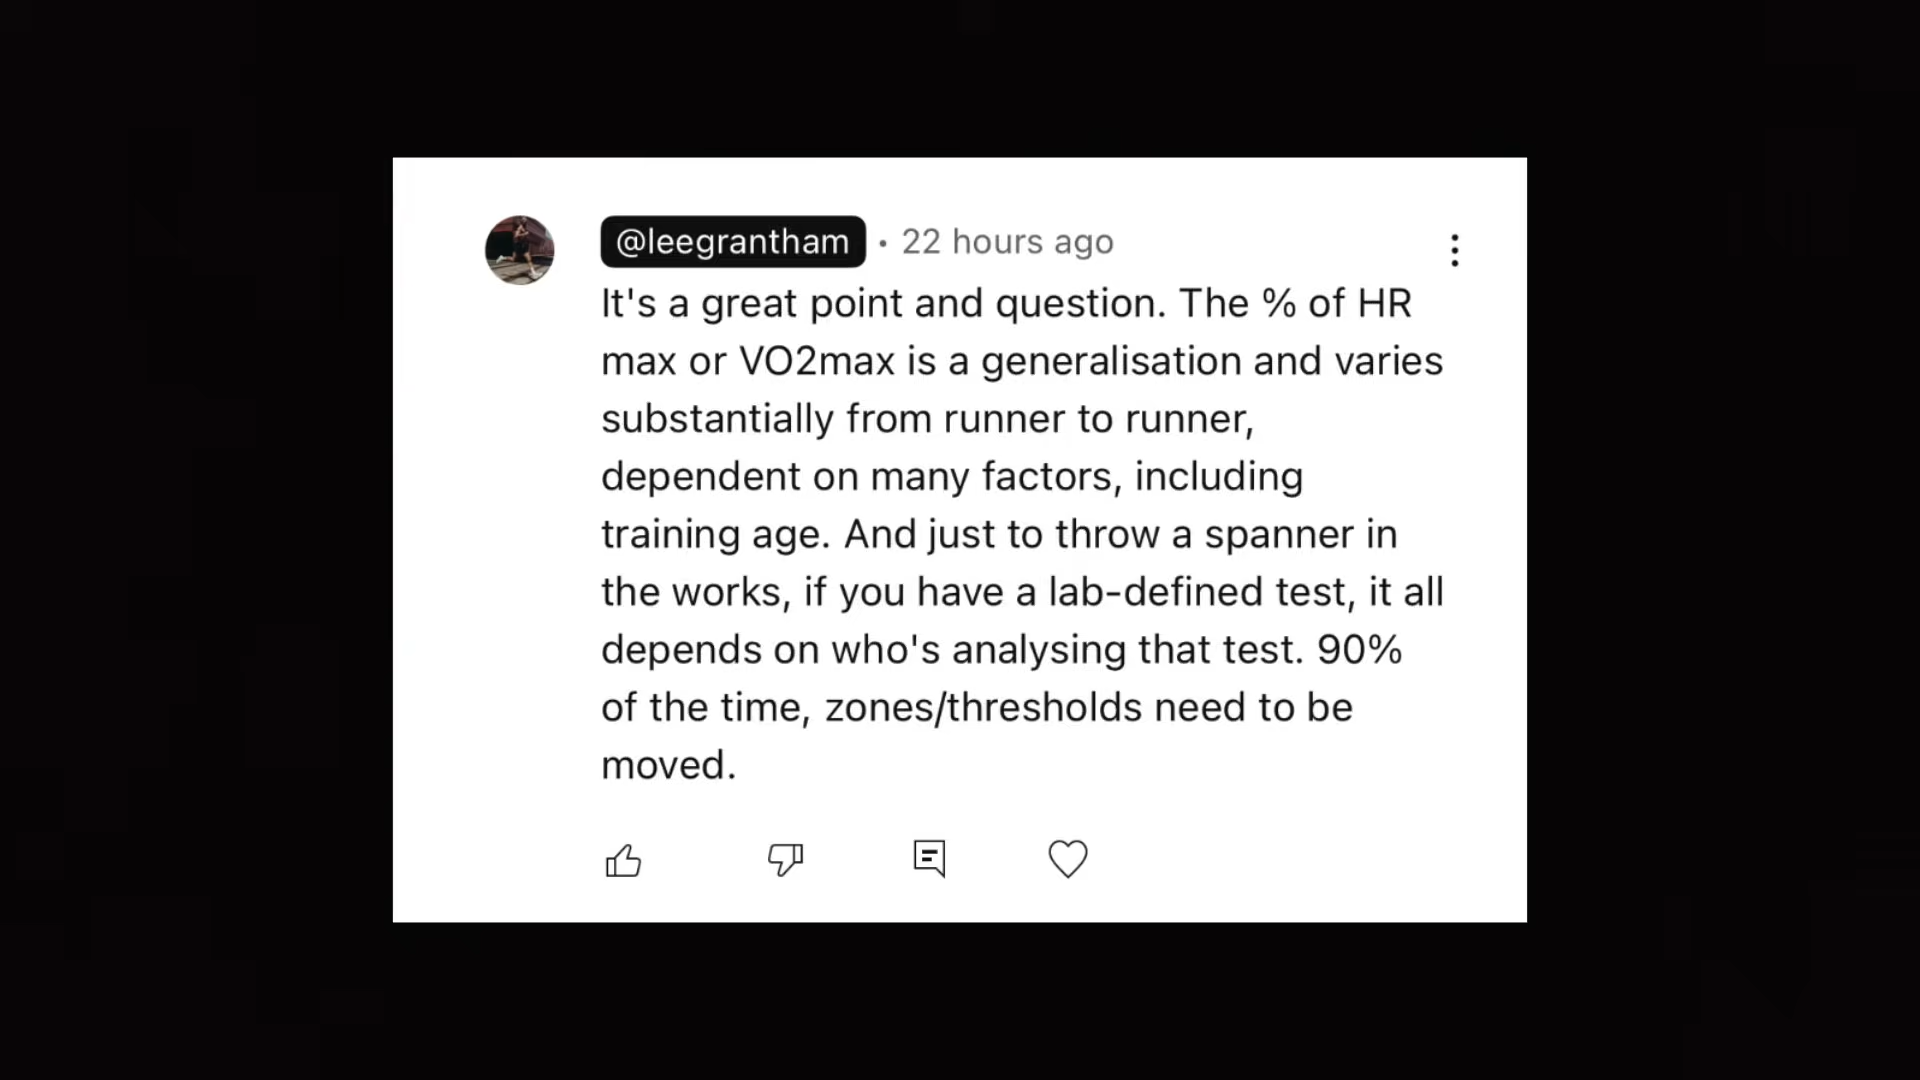 @leegrantham • 22 hours ago
It's a great point and question. The % of HR
max or VO2max is a generalisation and varies
substantially from runner to runner,
dependent on many factors, including
training age. And just to throw a spanner in
the works, if you have a lab-defined test, it all
depends on who's analysing that test. 90%
of the time, zones/thresholds need to be
moved.